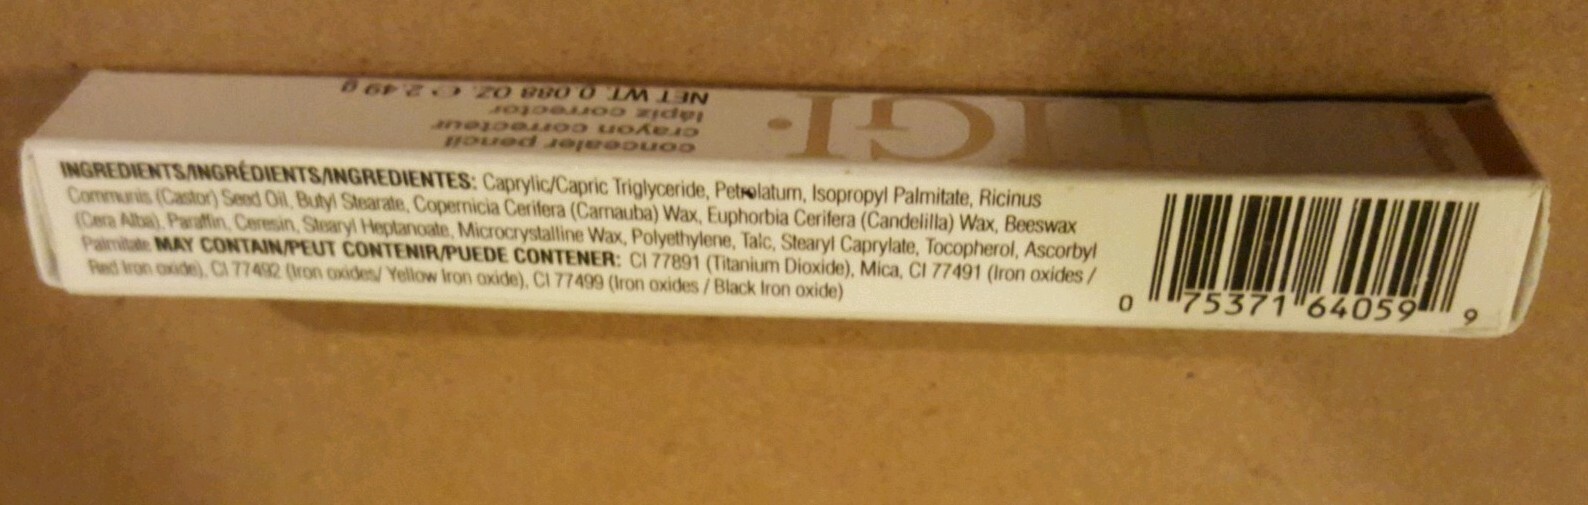 INGREDIENTS/INGRÉDIENTS/INGREDIENTES: Caprylic/Capric Triglyceride, Petrolatum, Isopropyl Palmitate, Ricinus
Communis (Castor) Seed Oil, Butyl Stearate, Copernicia Cerifera (Carnauba) Wax, Euphorbia Cerifera (Candelilla) Wax, Beeswax
(Cera Alba), Paraffin, Ceresin, Stearyl Heptanoate, Microcrystalline Wax, Polyethylene, Talc, Stearyl Caprylate, Tocopherol, Ascorbyl
Palmitate MAY CONTAIN/PEUT CONTENIR/PUEDE CONTENER: CI 77891 (Titanium Dioxide), Mica, CI 77491 (Iron oxides /
Red Iron oxide), CI 77492 (Iron oxides/ Yellow Iron oxide), CI 77499 (Iron oxides / Black Iron oxide)
0 75371 64059 9
TIGI
concealer pencil
crayon correcteur
lápiz corrector
NET WT. 0.088 OZ. ℮ 2.49 g